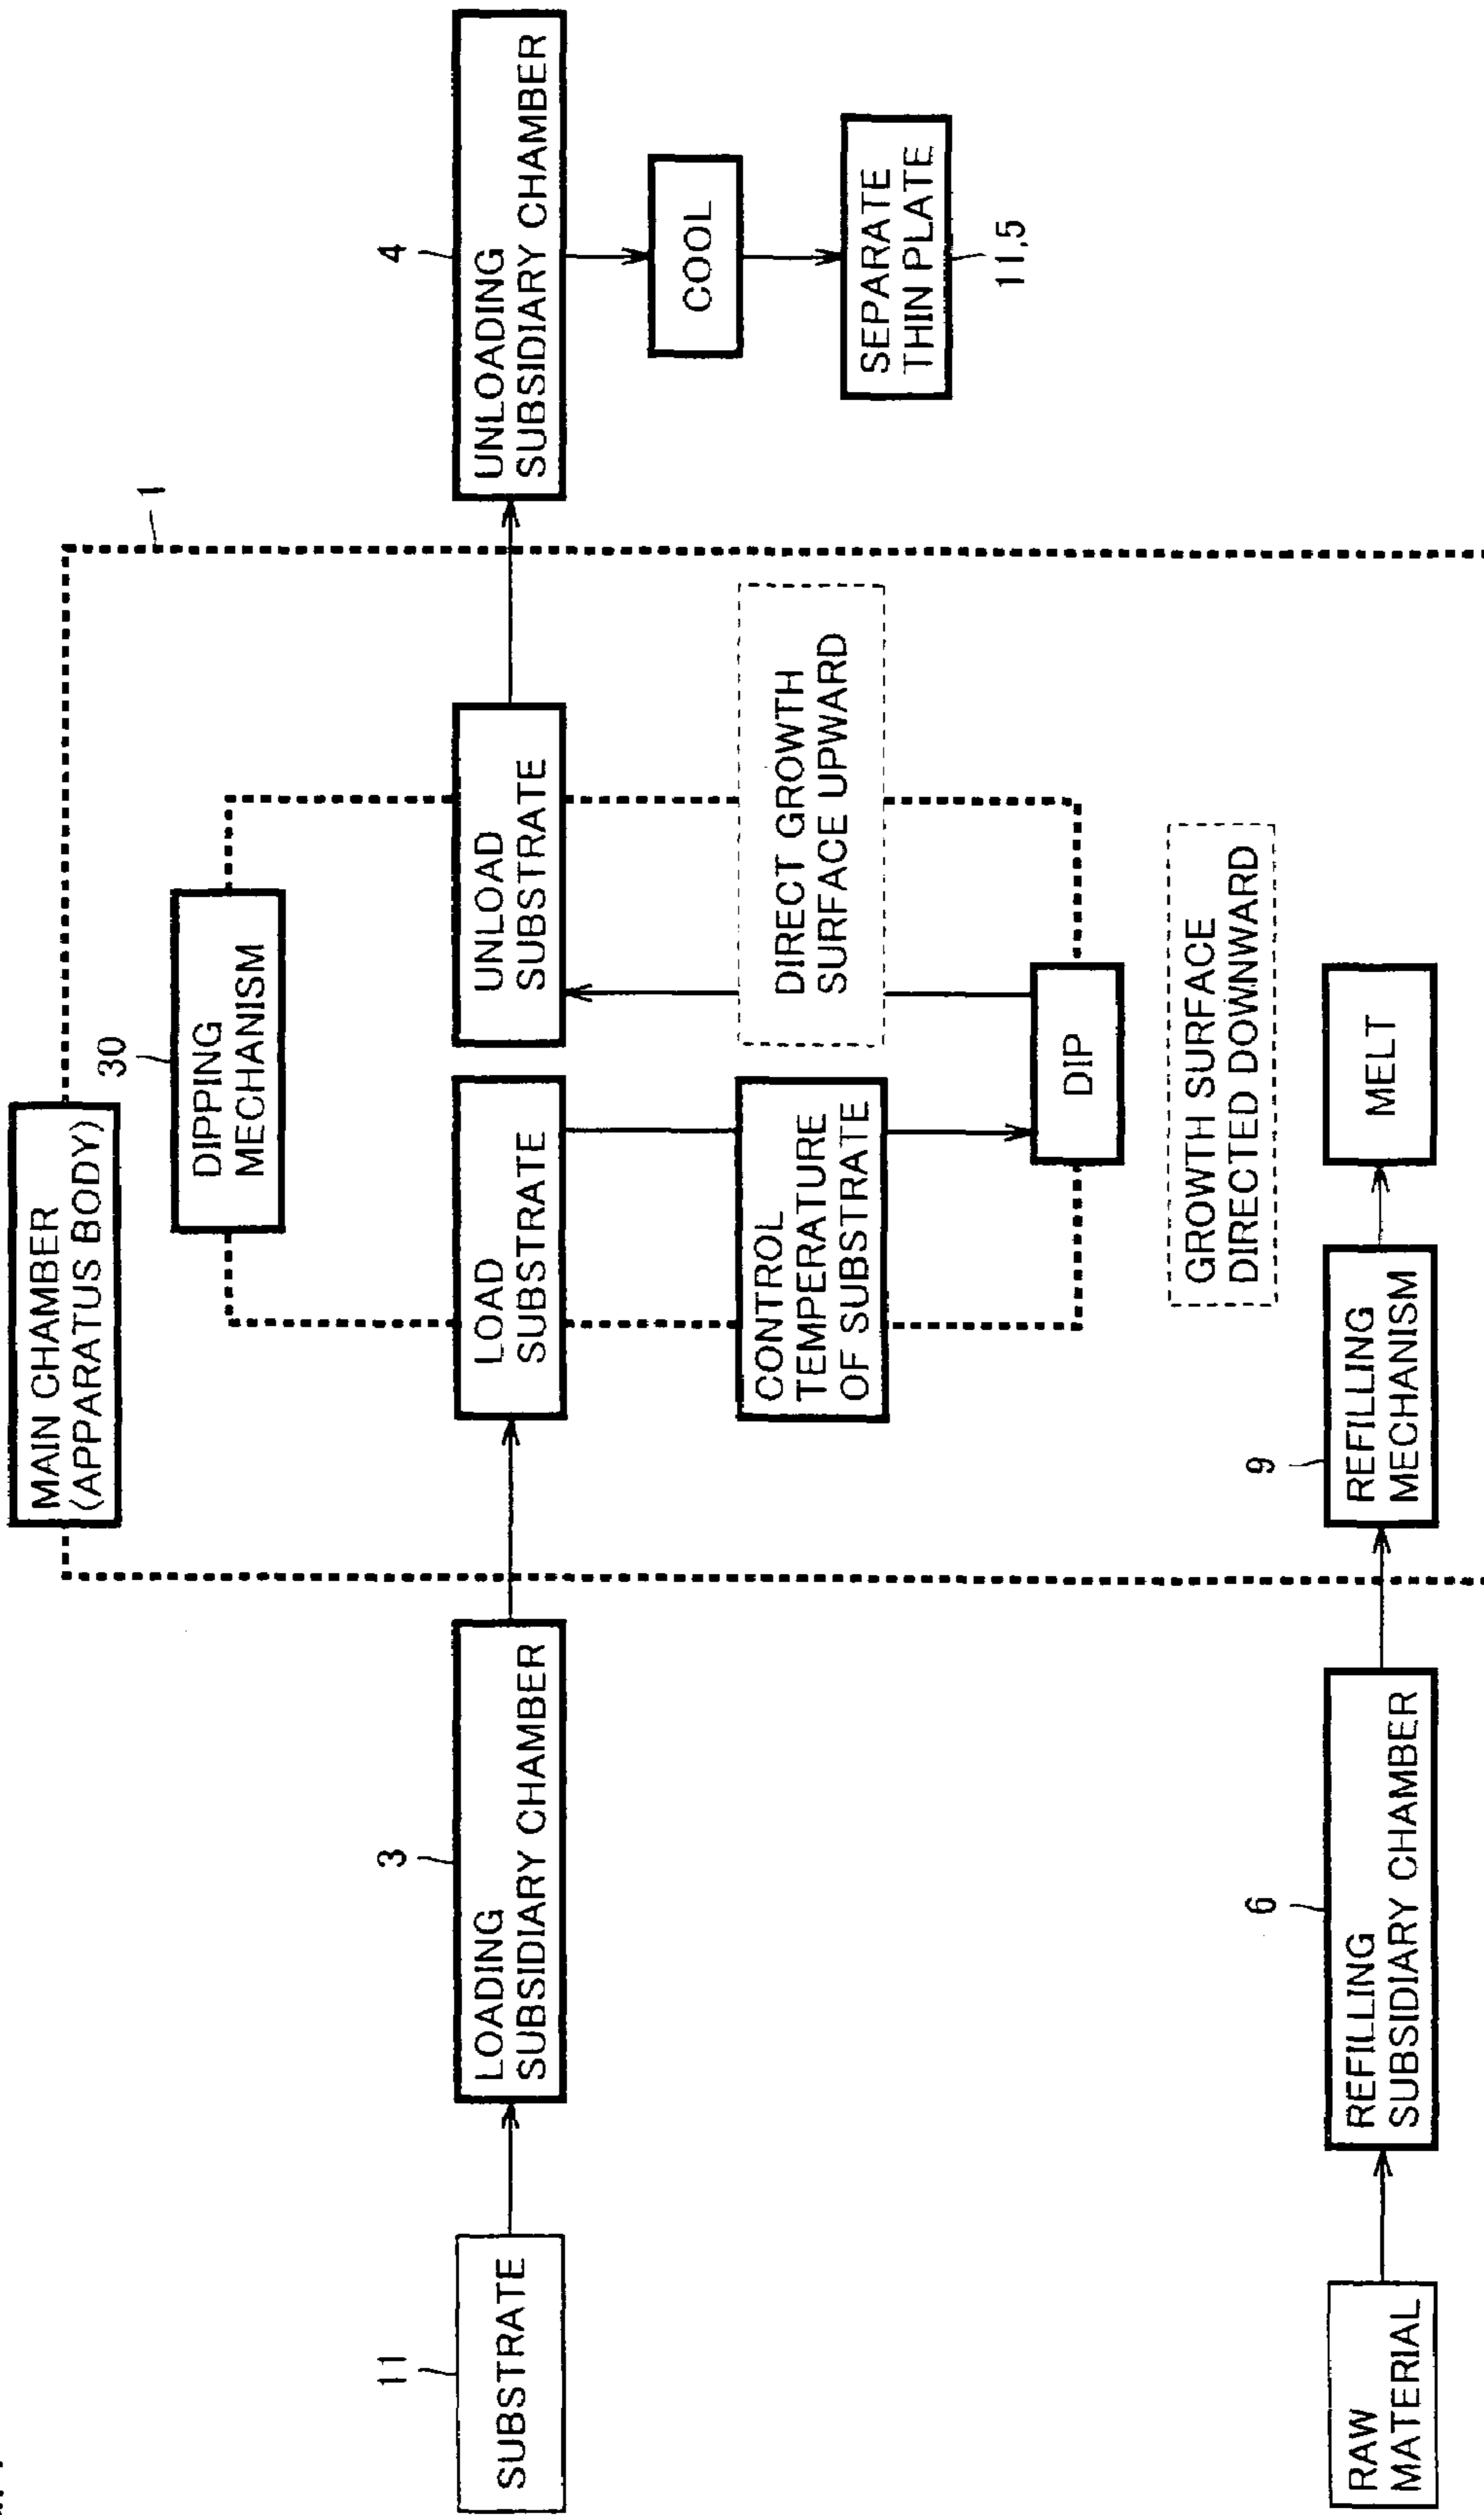 MAIN CHAMBER
(APPARATUS BODY)
1
30
DIPPING
MECHANISM
11
SUBSTRATE
3
LOADING
SUBSIDIARY CHAMBER
LOAD
SUBSTRATE
UNLOAD
SUBSTRATE
4
UNLOADING
SUBSIDIARY CHAMBER
COOL
SEPARATE
THIN PLATE
11,5
CONTROL
TEMPERATURE
OF SUBSTRATE
DIRECT GROWTH
SURFACE UPWARD
DIP
GROWTH SURFACE
DIRECTED DOWNWARD
RAW
MATERIAL
6
REFILLING
SUBSIDIARY CHAMBER
9
REFILLING
MECHANISM
MELT